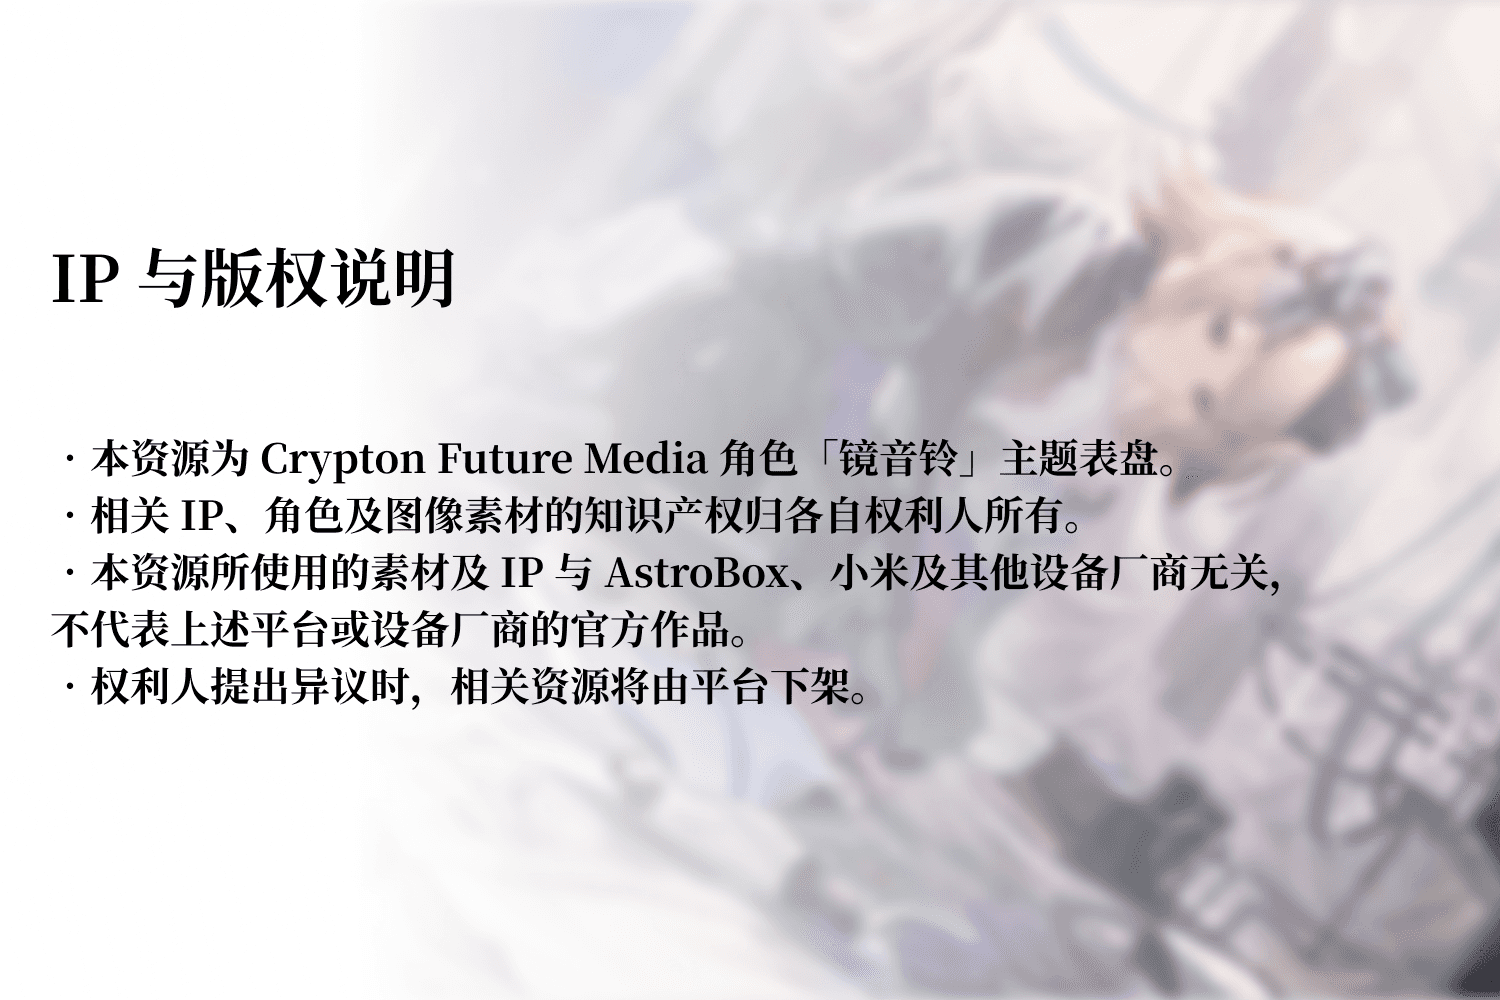 IP 与版权说明
· 本资源为 Crypton Future Media 角色「镜音铃」主题表盘。
· 相关 IP、角色及图像素材的知识产权归各自权利人所有。
· 本资源所使用的素材及 IP 与 AstroBox、小米及其他设备厂商无关，
不代表上述平台或设备厂商的官方作品。
· 权利人提出异议时，相关资源将由平台下架。